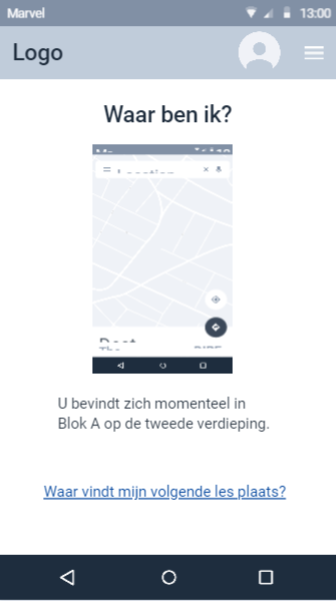 Marvel 13:00
Logo
Waar ben ik?
U bevindt zich momenteel in
Blok A op de tweede verdieping.
Waar vindt mijn volgende les plaats?